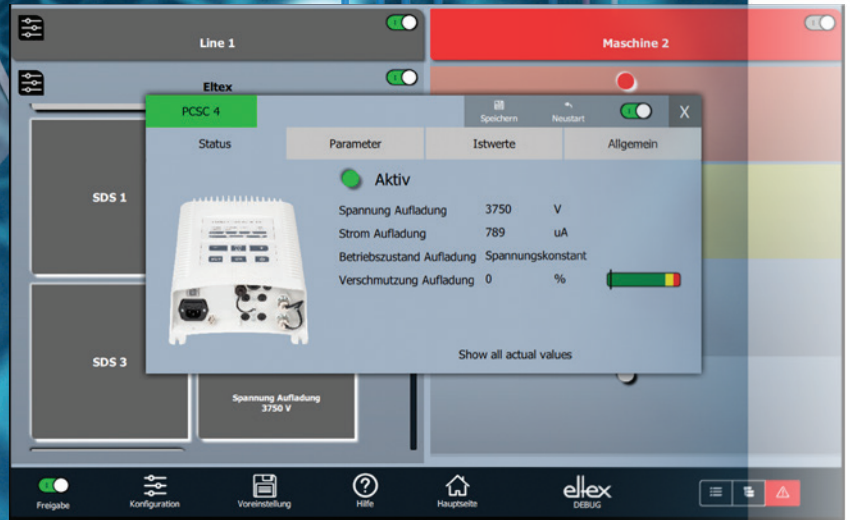 Line 1
Maschine 2
Eltex
PCSC 4
Speichern
Neustart
X
Status
Parameter
Istwerte
Allgemein
Aktiv
Spannung Aufladung 3750 V
Strom Aufladung 789 uA
Betriebszustand Aufladung Spannungskonstant
Verschmutzung Aufladung 0 %
Show all actual values
SDS 1
SDS 3
Spannung Aufladung
3750 V
Freigabe
Konfiguration
Voreinstellung
? Hilfe
Hauptseite
eltex
DEBUG